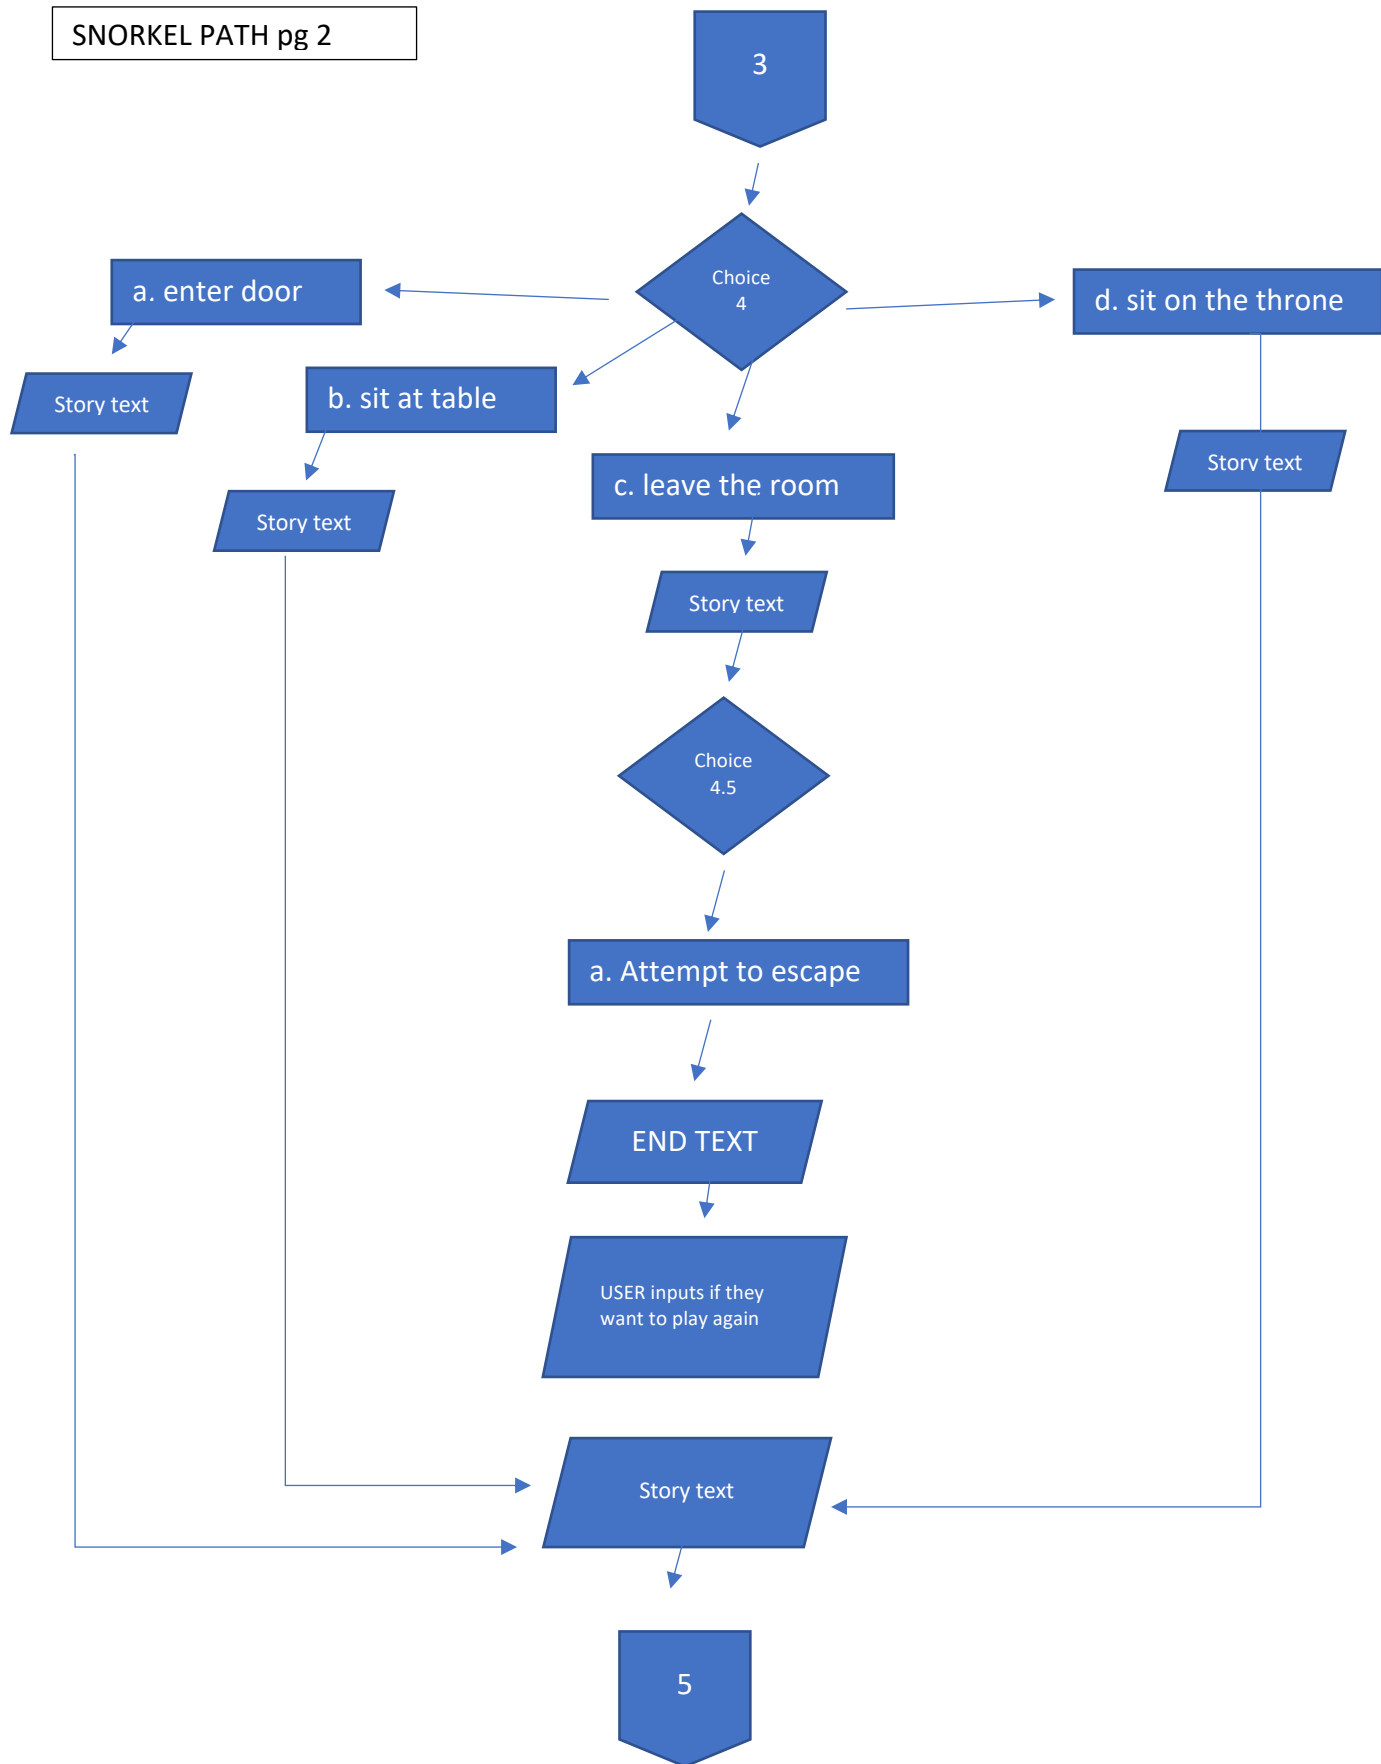 SNORKEL PATH pg 2
3
Choice
4
a. enter door
d. sit on the throne
b. sit at table
Story text
c. leave the room
Story text
Story text
Story text
Choice
4.5
a. Attempt to escape
END TEXT
USER inputs if they
want to play again
Story text
5